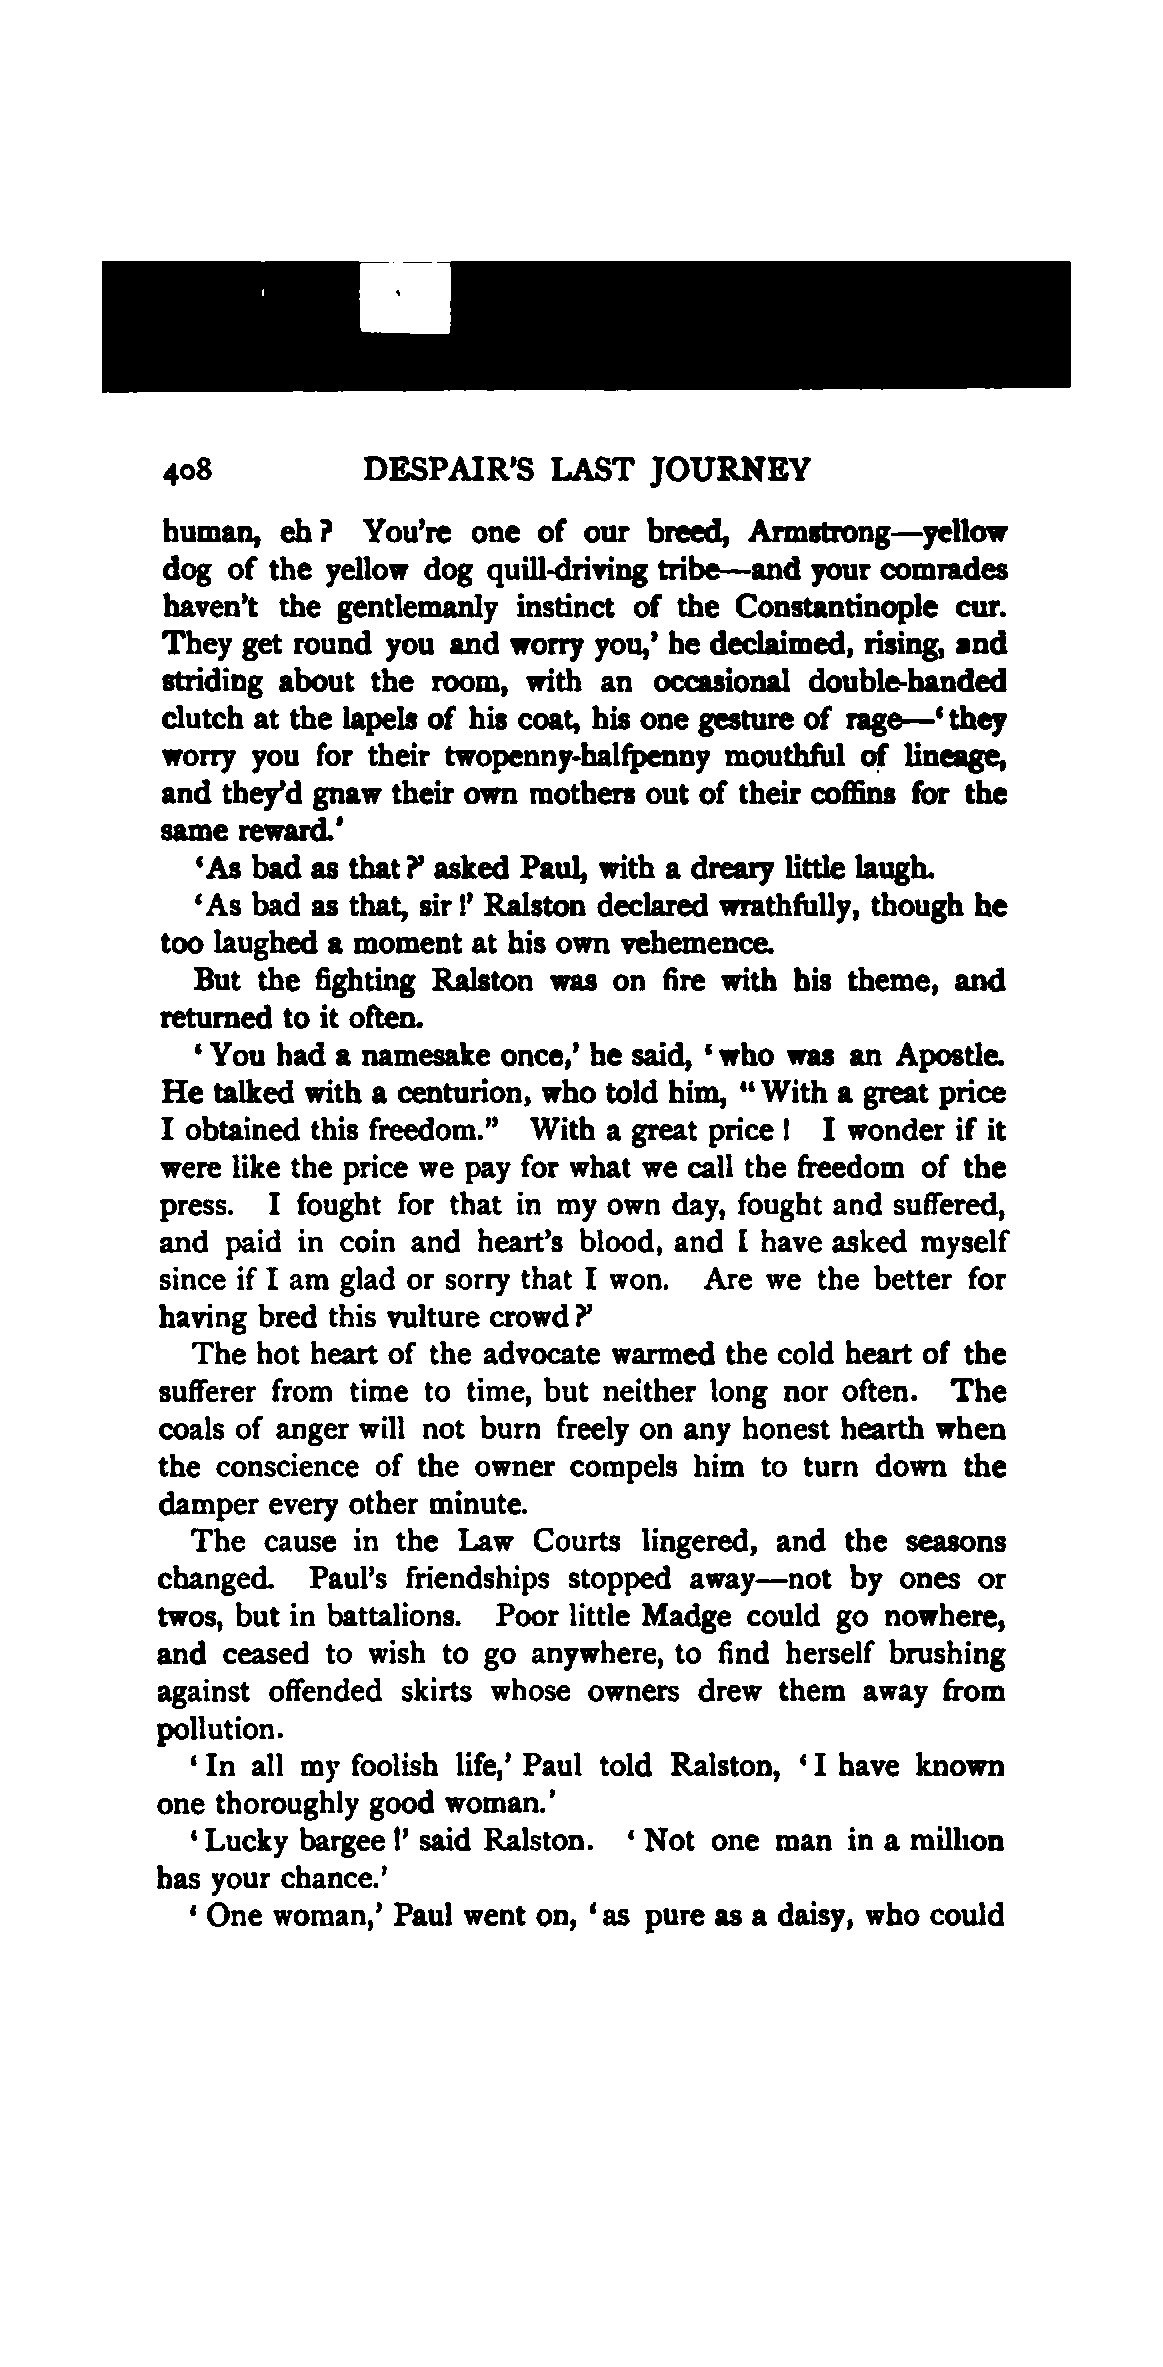 408 DESPAIR'S LAST JOURNEY
human, eh? You're one of our breed, Armstrong—yellow
dog of the yellow dog quill-driving tribe—and your comrades
haven't the gentlemanly instinct of the Constantinople cur.
They get round you and worry you,' he declaimed, rising, and
striding about the room, with an occasional double-handed
clutch at the lapels of his coat, his one gesture of rage—'they
worry you for their twopenny-halfpenny mouthful of lineage,
and they'd gnaw their own mothers out of their coffins for the
same reward.'
'As bad as that?' asked Paul, with a dreary little laugh.
'As bad as that, sir!' Ralston declared wrathfully, though he
too laughed a moment at his own vehemence.
But the fighting Ralston was on fire with his theme, and
returned to it often.
'You had a namesake once,' he said, 'who was an Apostle.
He talked with a centurion, who told him, "With a great price
I obtained this freedom." With a great price! I wonder if it
were like the price we pay for what we call the freedom of the
press. I fought for that in my own day, fought and suffered,
and paid in coin and heart's blood, and I have asked myself
since if I am glad or sorry that I won. Are we the better for
having bred this vulture crowd?'
The hot heart of the advocate warmed the cold heart of the
sufferer from time to time, but neither long nor often. The
coals of anger will not burn freely on any honest hearth when
the conscience of the owner compels him to turn down the
damper every other minute.
The cause in the Law Courts lingered, and the seasons
changed. Paul's friendships stopped away—not by ones or
twos, but in battalions. Poor little Madge could go nowhere,
and ceased to wish to go anywhere, to find herself brushing
against offended skirts whose owners drew them away from
pollution.
'In all my foolish life,' Paul told Ralston, 'I have known
one thoroughly good woman.'
'Lucky bargee!' said Ralston. 'Not one man in a million
has your chance.'
'One woman,' Paul went on, 'as pure as a daisy, who could